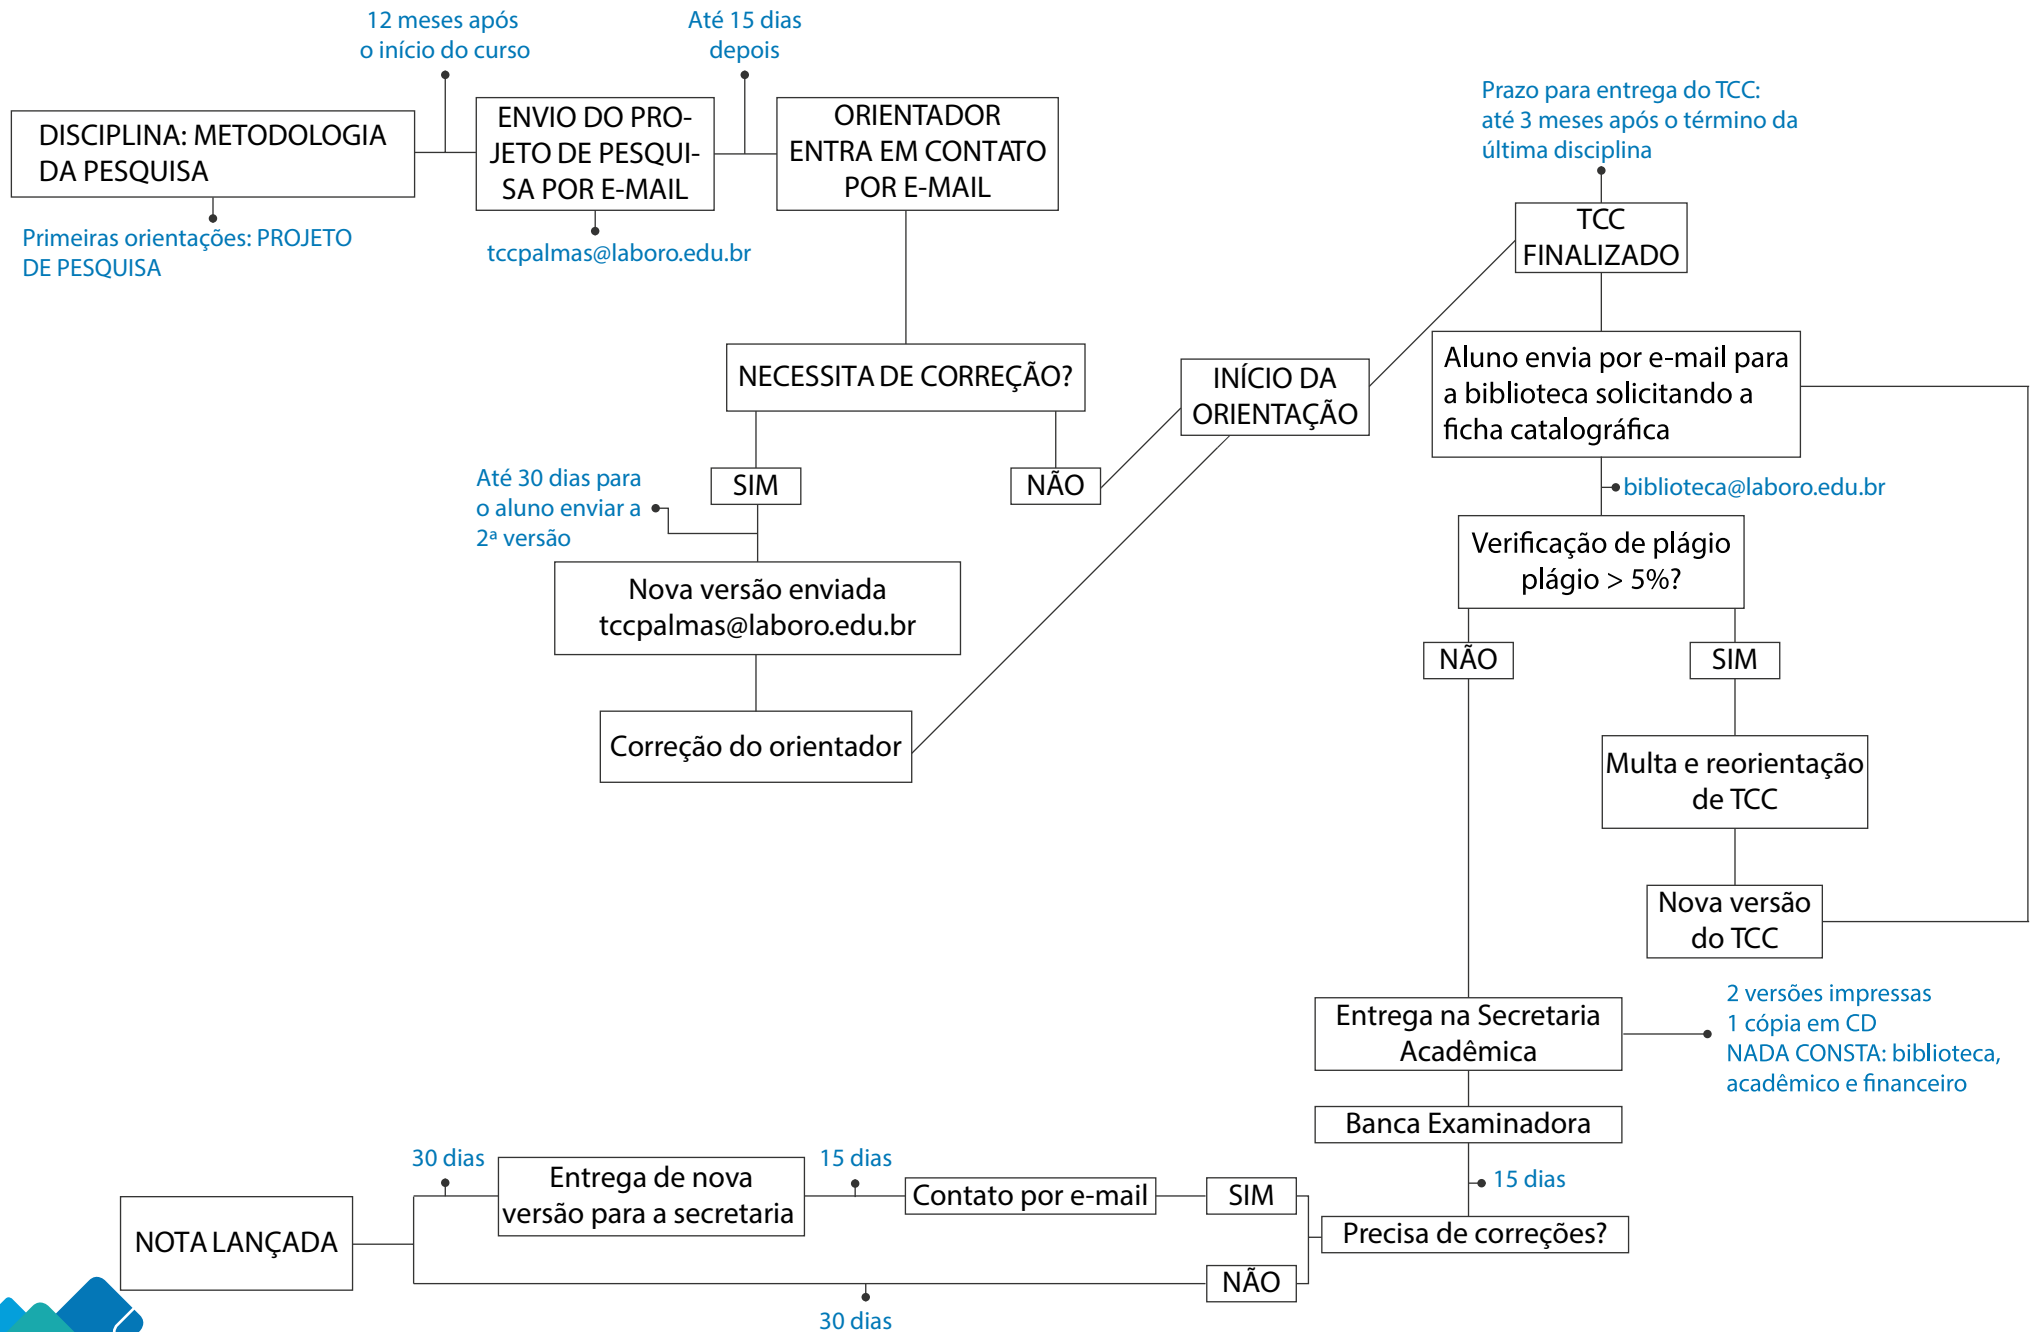 12 meses após
o início do curso
Até 15 dias
depois
DISCIPLINA: METODOLOGIA
DA PESQUISA
Primeiras orientações: PROJETO
DE PESQUISA
ENVIO DO PRO-
JETO DE PESQUI-
SA POR E-MAIL
tccpalmas@laboro.edu.br
ORIENTADOR
ENTRA EM CONTATO
POR E-MAIL
NECESSITA DE CORREÇÃO?
SIM
NÃO
Até 30 dias para
o aluno enviar a
2ª versão
Nova versão enviada
tccpalmas@laboro.edu.br
Correção do orientador
INÍCIO DA
ORIENTAÇÃO
Prazo para entrega do TCC:
até 3 meses após o término da
última disciplina
TCC
FINALIZADO
Aluno envia por e-mail para
a biblioteca solicitando a
ficha catalográfica
biblioteca@laboro.edu.br
Verificação de plágio
plágio > 5%?
NÃO
SIM
Multa e reorientação
de TCC
Nova versão
do TCC
Entrega na Secretaria
Acadêmica
2 versões impressas
1 cópia em CD
NADA CONSTA: biblioteca,
acadêmico e financeiro
Banca Examinadora
15 dias
Precisa de correções?
SIM
NÃO
Contato por e-mail
15 dias
Entrega de nova
versão para a secretaria
30 dias
30 dias
NOTA LANÇADA